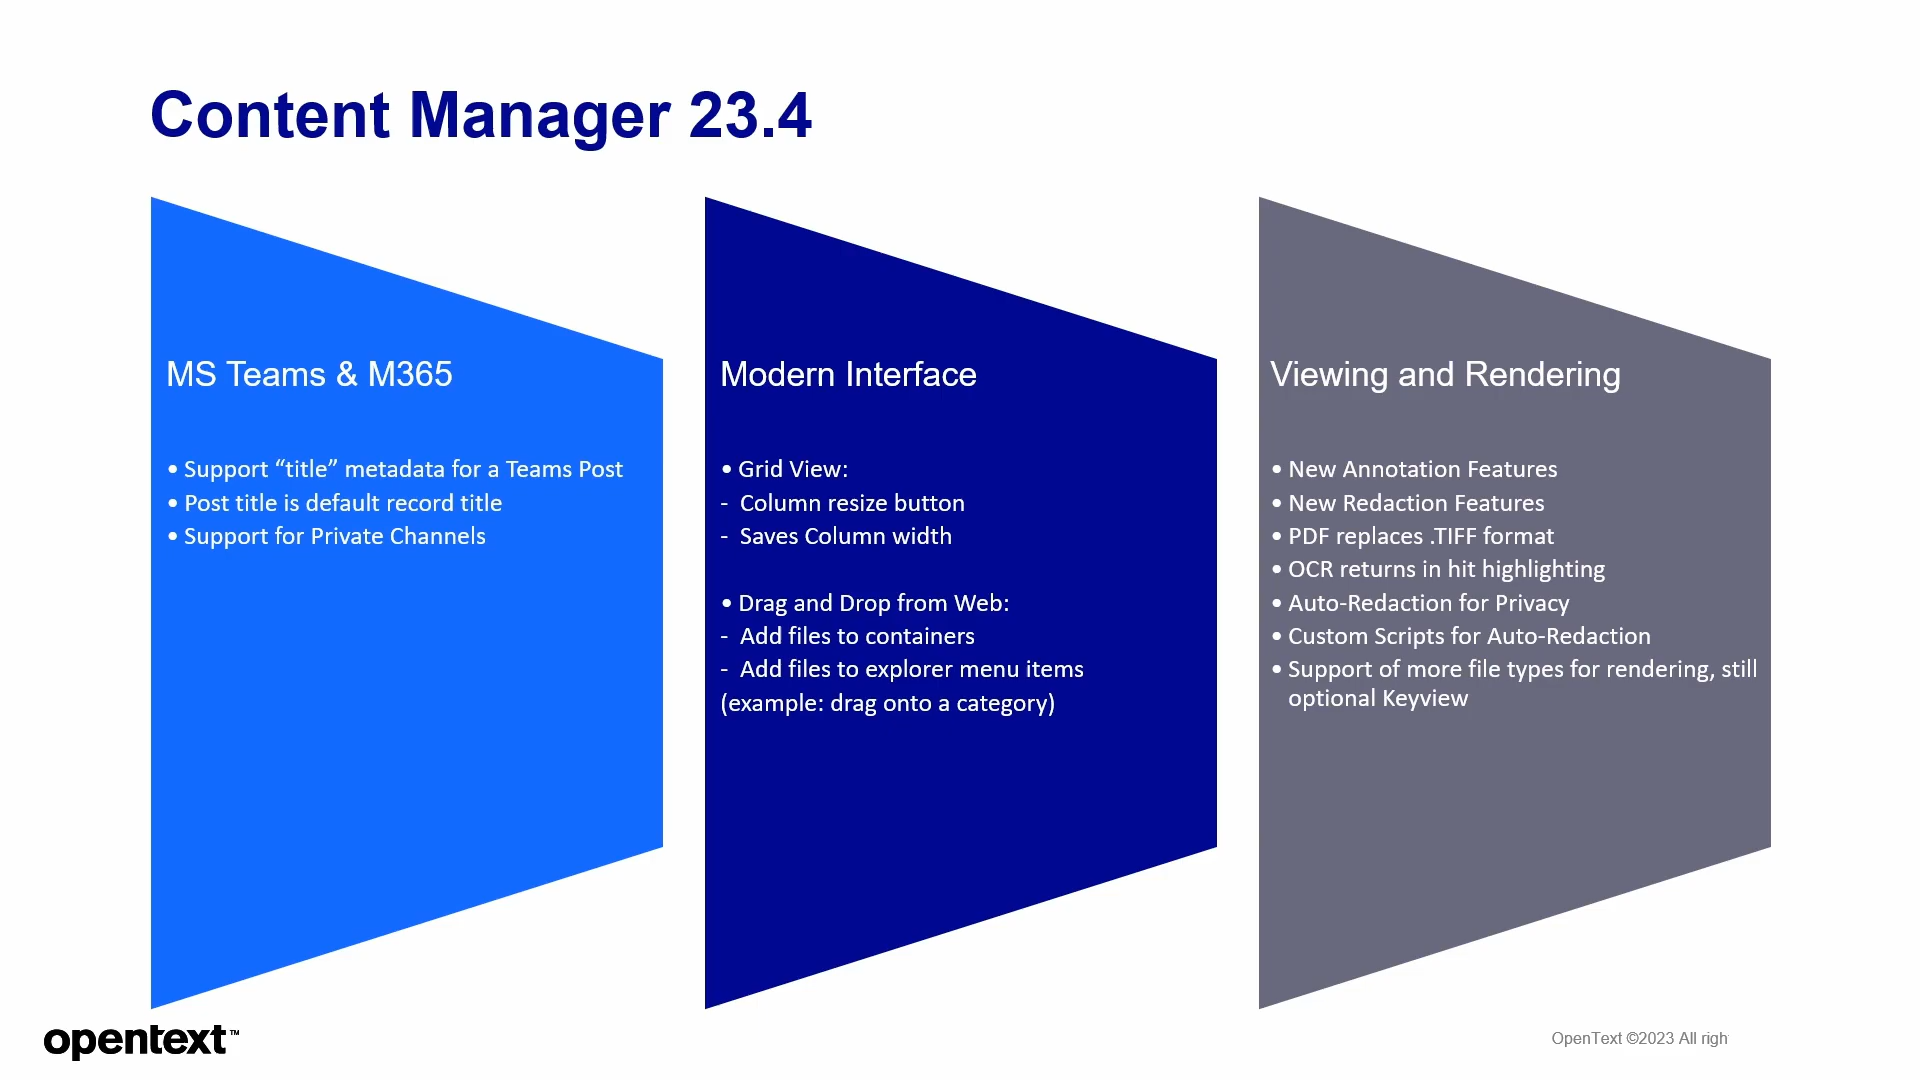 Content Manager 23.4
MS Teams & M365
• Support “title” metadata for a Teams Post
• Post title is default record title
• Support for Private Channels
Modern Interface
• Grid View:
- Column resize button
- Saves Column width
• Drag and Drop from Web:
- Add files to containers
- Add files to explorer menu items
(example: drag onto a category)
Viewing and Rendering
• New Annotation Features
• New Redaction Features
• PDF replaces .TIFF format
• OCR returns in hit highlighting
• Auto-Redaction for Privacy
• Custom Scripts for Auto-Redaction
• Support of more file types for rendering, still
optional Keyview
opentext™
OpenText ©2023 All righ